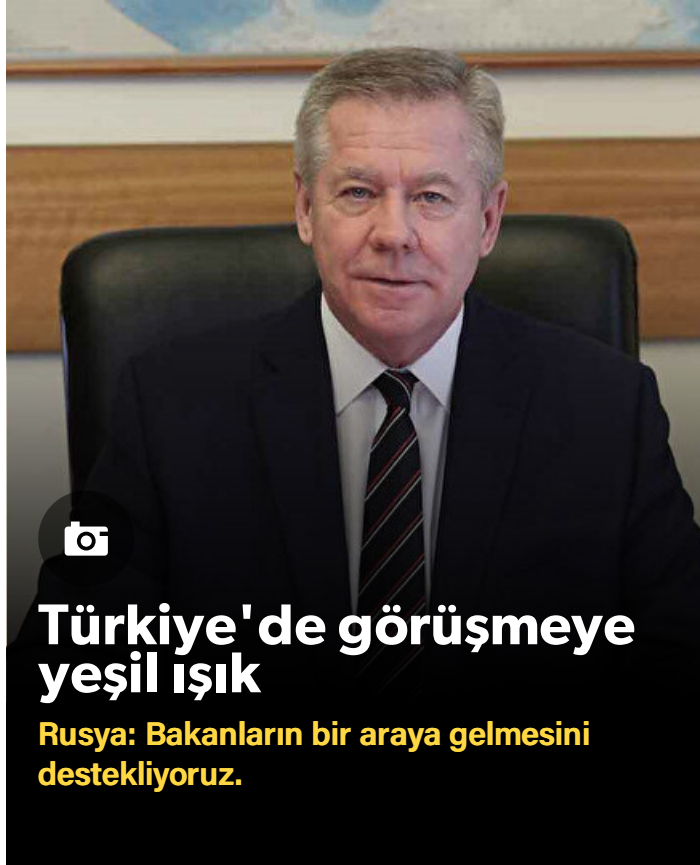 Türkiye'de görüşmeye
yeşil ışık
Rusya: Bakanların bir araya gelmesini
destekliyoruz.